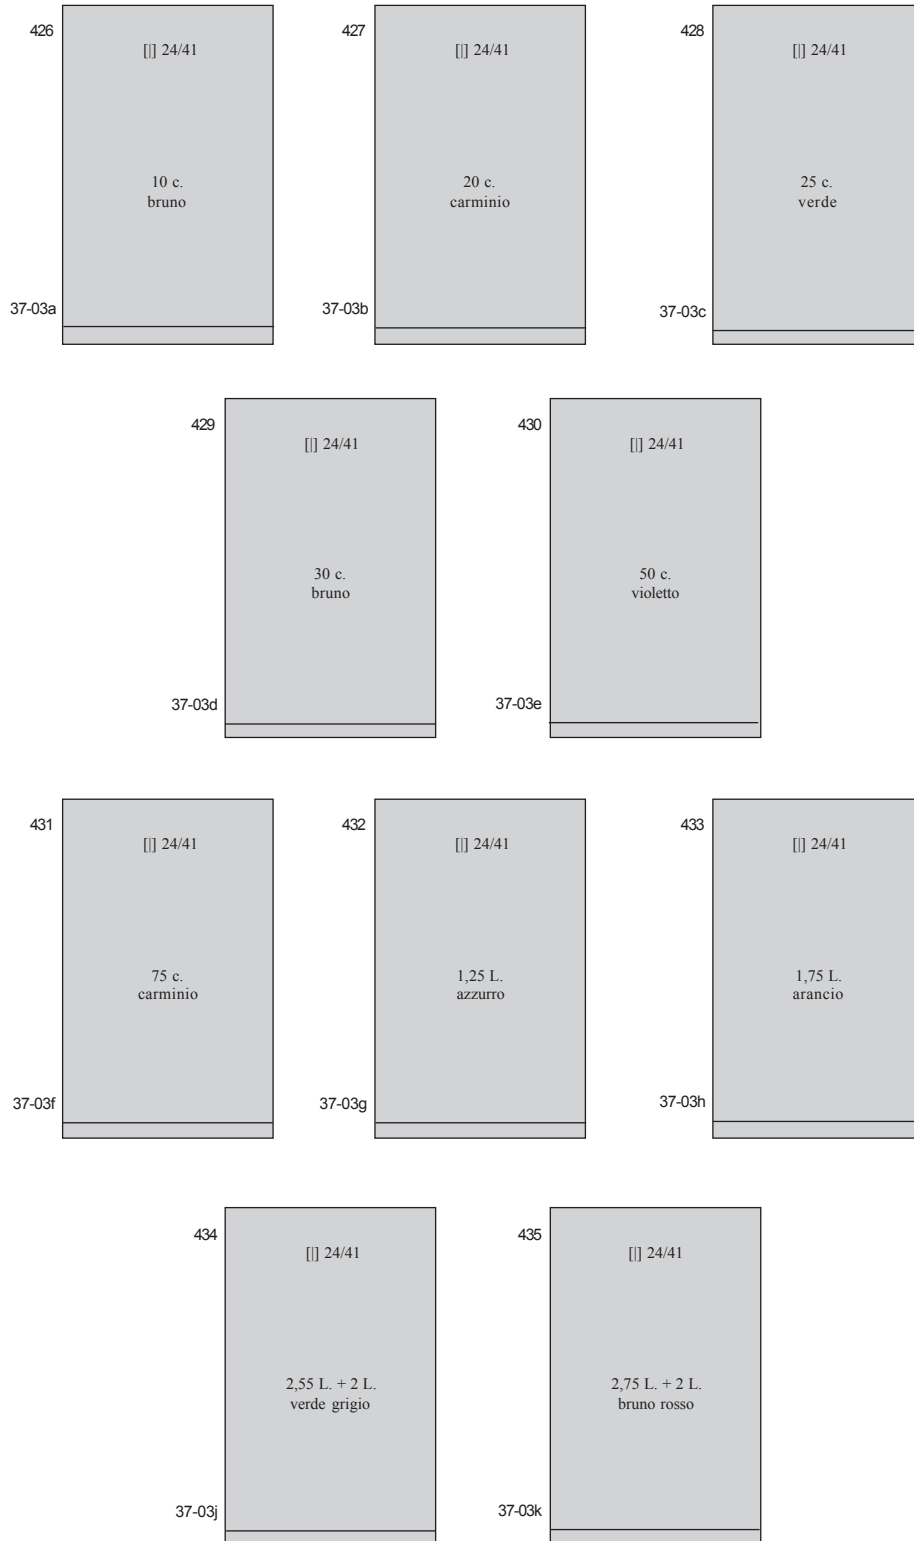 426
[|] 24/41
10 c.
bruno
37-03a
427
[|] 24/41
20 c.
carminio
37-03b
428
[|] 24/41
25 c.
verde
37-03c
429
[|] 24/41
30 c.
bruno
37-03d
430
[|] 24/41
50 c.
violetto
37-03e
431
[|] 24/41
75 c.
carminio
37-03f
432
[|] 24/41
1,25 L.
azzurro
37-03g
433
[|] 24/41
1,75 L.
arancio
37-03h
434
[|] 24/41
2,55 L. + 2 L.
verde grigio
37-03j
435
[|] 24/41
2,75 L. + 2 L.
bruno rosso
37-03k